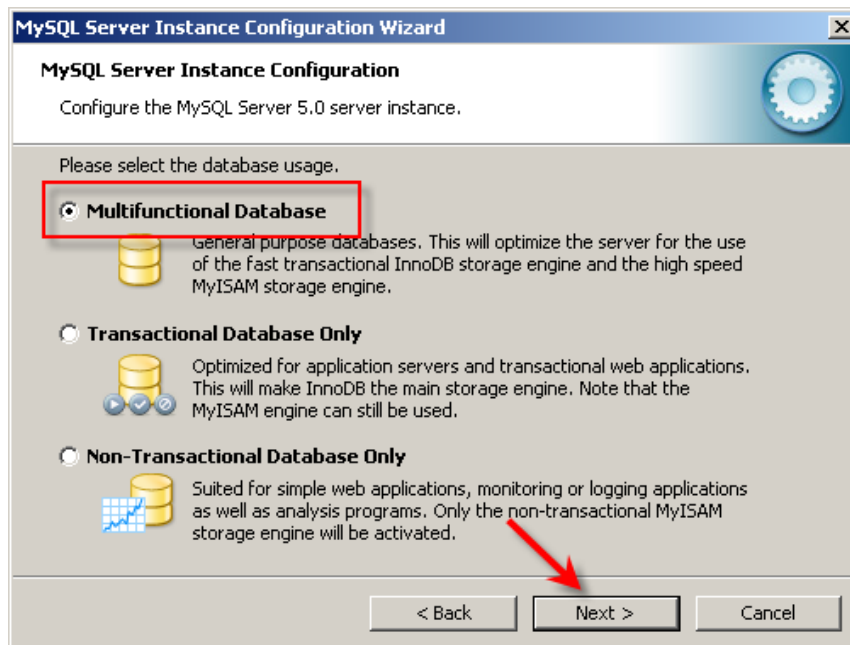 MySQL Server Instance Configuration Wizard
MySQL Server Instance Configuration
Configure the MySQL Server 5.0 server instance.
Please select the database usage.
Multifunctional Database
General purpose databases. This will optimize the server for the use
of the fast transactional InnoDB storage engine and the high speed
MyISAM storage engine.
Transactional Database Only
Optimized for application servers and transactional web applications.
This will make InnoDB the main storage engine. Note that the
MyISAM engine can still be used.
Non-Transactional Database Only
Suited for simple web applications, monitoring or logging applications
as well as analysis programs. Only the non-transactional MyISAM
storage engine will be activated.
< Back Next > Cancel